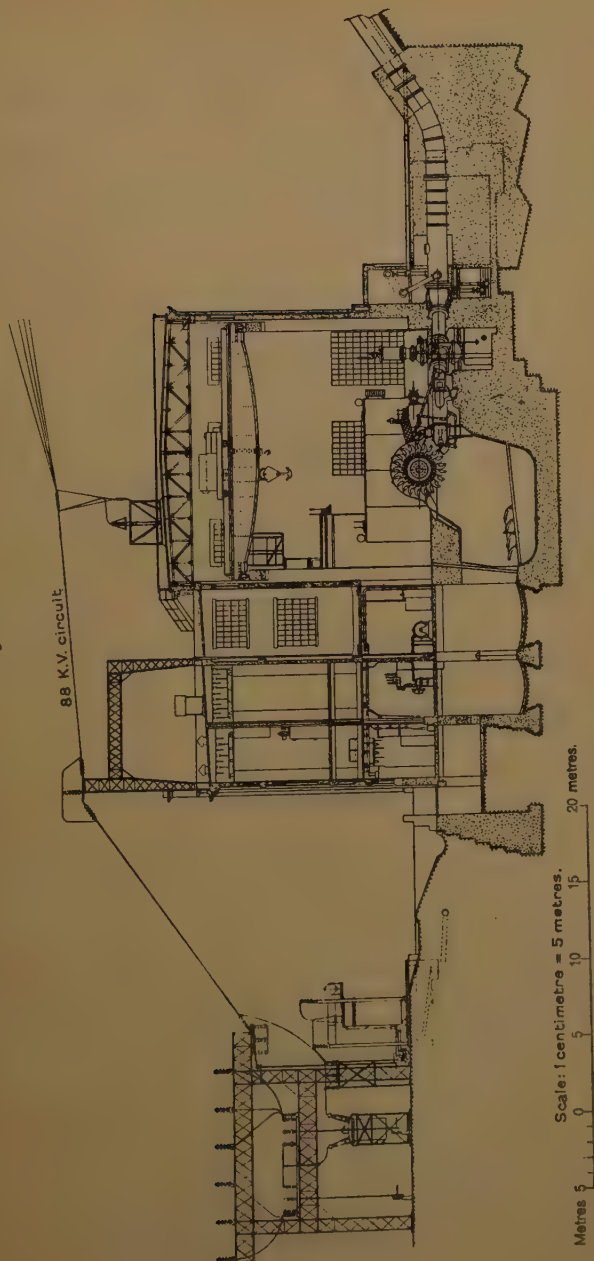 88 K.V. circuit
Scale: 1 centimetre = 5 metres.
Metres 5 0 5 10 15 20 metres.